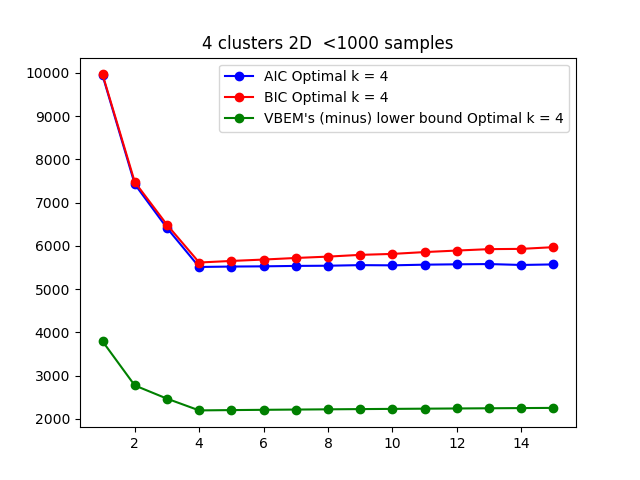 4 clusters 2D  <1000 samples
AIC Optimal k = 4
BIC Optimal k = 4
VBEM's (minus) lower bound Optimal k = 4
10000
9000
8000
7000
6000
5000
4000
3000
2000
2 4 6 8 10 12 14